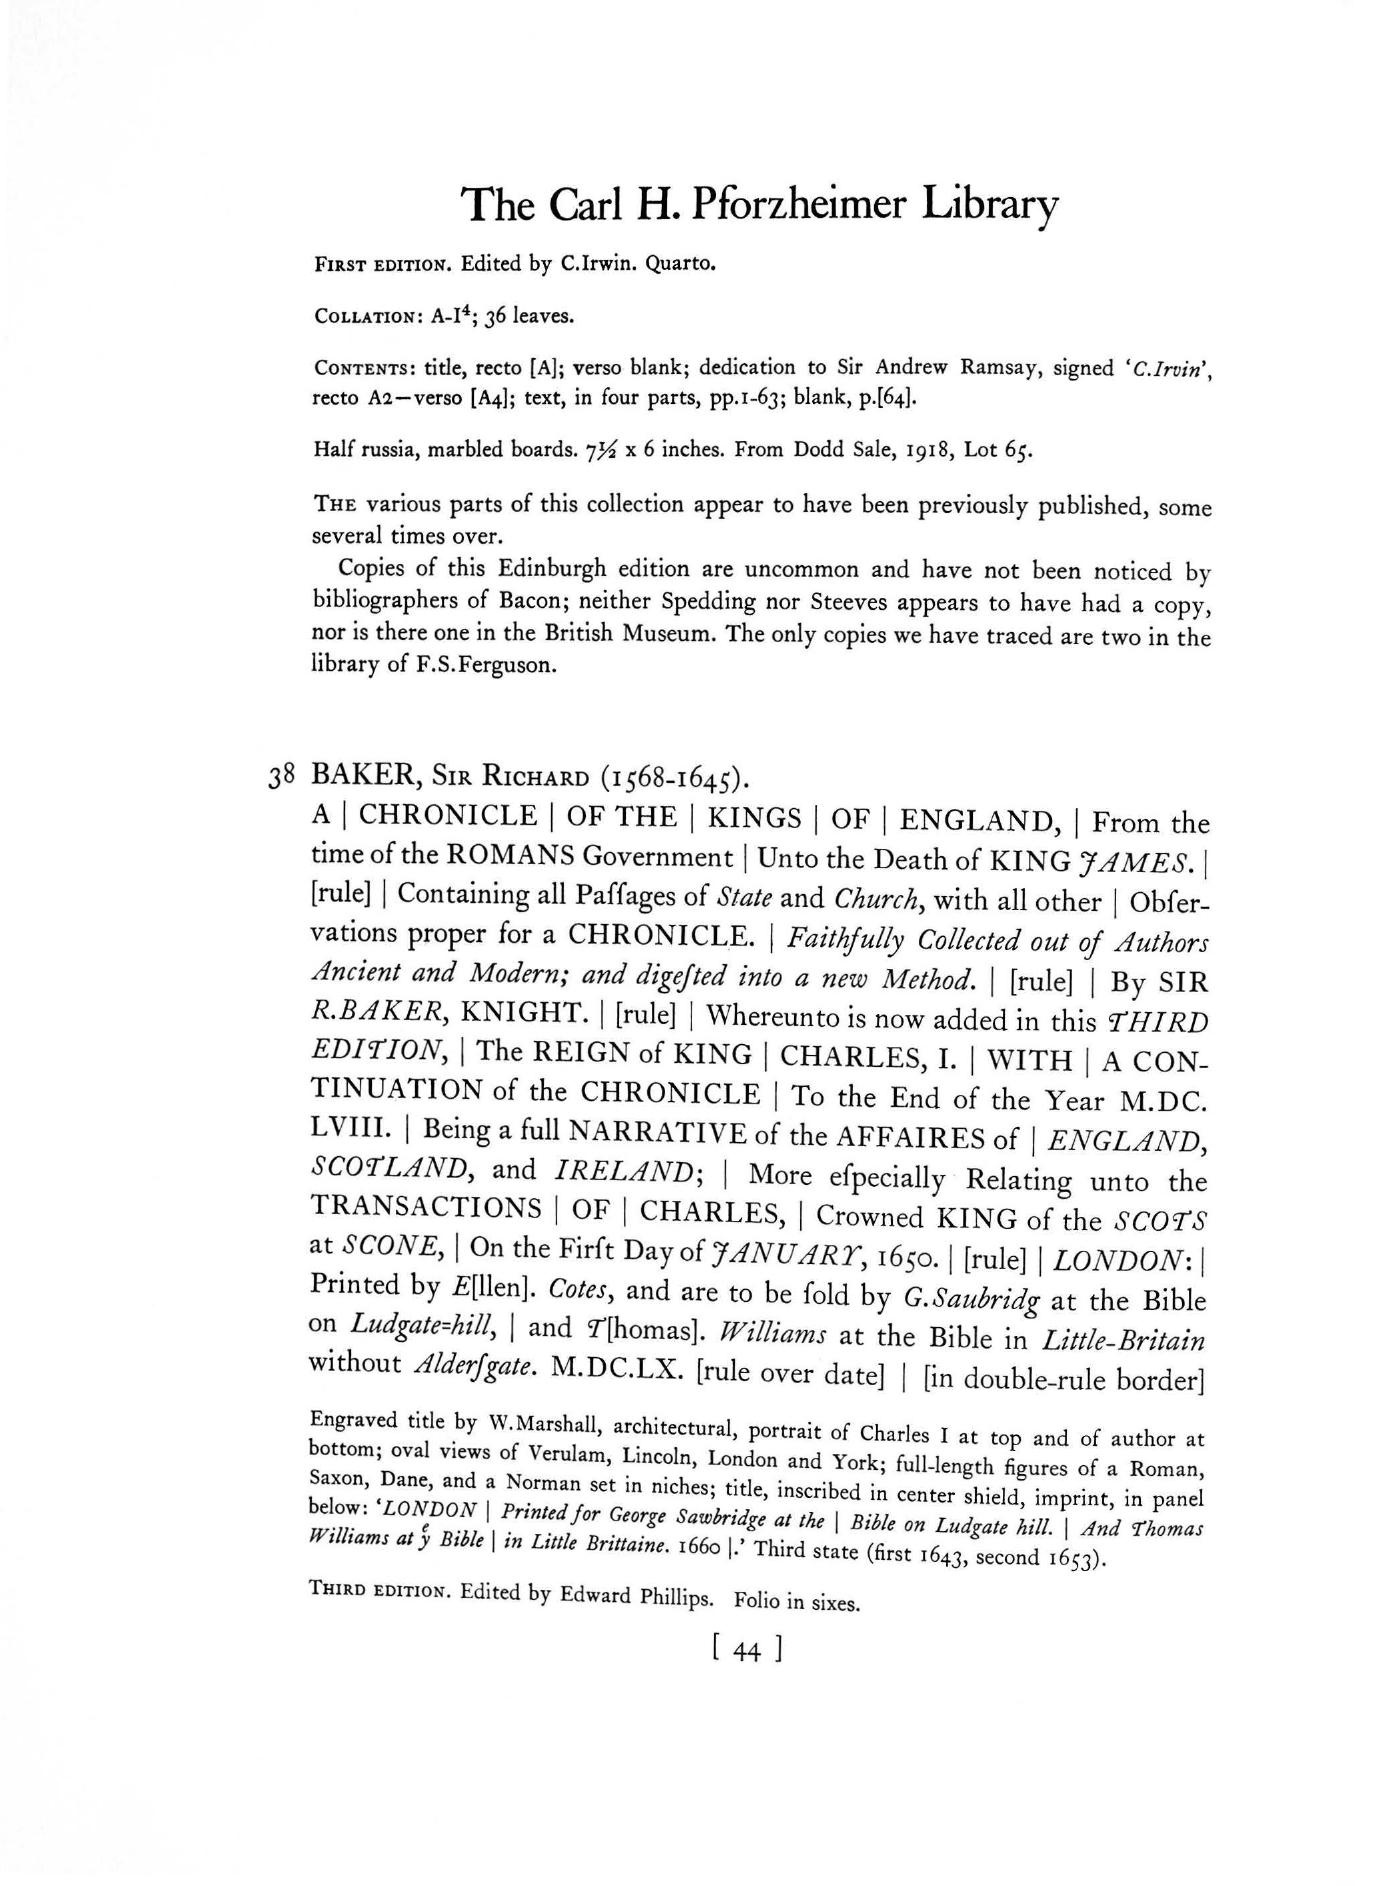 The Carl H. Pforzheimer Library
First edition. Edited by C.Irwin. Quarto.
Collation: A-I⁴; 36 leaves.
Contents: title, recto [A]; verso blank; dedication to Sir Andrew Ramsay, signed ‘C.Irvin’,
recto A2—verso [A4]; text, in four parts, pp.1-63; blank, p.[64].
Half russia, marbled boards. 7½ x 6 inches. From Dodd Sale, 1918, Lot 65.
The various parts of this collection appear to have been previously published, some
several times over.
Copies of this Edinburgh edition are uncommon and have not been noticed by
bibliographers of Bacon; neither Spedding nor Steeves appears to have had a copy,
nor is there one in the British Museum. The only copies we have traced are two in the
library of F.S.Ferguson.
38 BAKER, Sir Richard (1568-1645).
A | CHRONICLE | OF THE | KINGS | OF | ENGLAND, | From the
time of the ROMANS Government | Unto the Death of KING JAMES. |
[rule] | Containing all Paſſages of State and Church, with all other | Obſer-
vations proper for a CHRONICLE. | Faithfully Collected out of Authors
Ancient and Modern; and digeſted into a new Method. | [rule] | By SIR
R.BAKER, KNIGHT. | [rule] | Whereunto is now added in this THIRD
EDITION, | The REIGN of KING | CHARLES, I. | WITH | A CON-
TINUATION of the CHRONICLE | To the End of the Year M.DC.
LVIII. | Being a full NARRATIVE of the AFFAIRES of | ENGLAND,
SCOTLAND, and IRELAND; | More eſpecially Relating unto the
TRANSACTIONS | OF | CHARLES, | Crowned KING of the SCOTS
at SCONE, | On the Firſt Day of JANUARY, 1650. | [rule] | LONDON: |
Printed by E[llen]. Cotes, and are to be ſold by G.Saubridg at the Bible
on Ludgate=hill, | and T[homas]. Williams at the Bible in Little-Britain
without Alderſgate. M.DC.LX. [rule over date] | [in double-rule border]
Engraved title by W.Marshall, architectural, portrait of Charles I at top and of author at
bottom; oval views of Verulam, Lincoln, London and York; full-length figures of a Roman,
Saxon, Dane, and a Norman set in niches; title, inscribed in center shield, imprint, in panel
below: ‘LONDON | Printed for George Sawbridge at the | Bible on Ludgate hill. | And Thomas
Williams at yͤ Bible | in Little Brittaine. 1660 |.’ Third state (first 1643, second 1653).
Third edition. Edited by Edward Phillips. Folio in sixes.
[ 44 ]